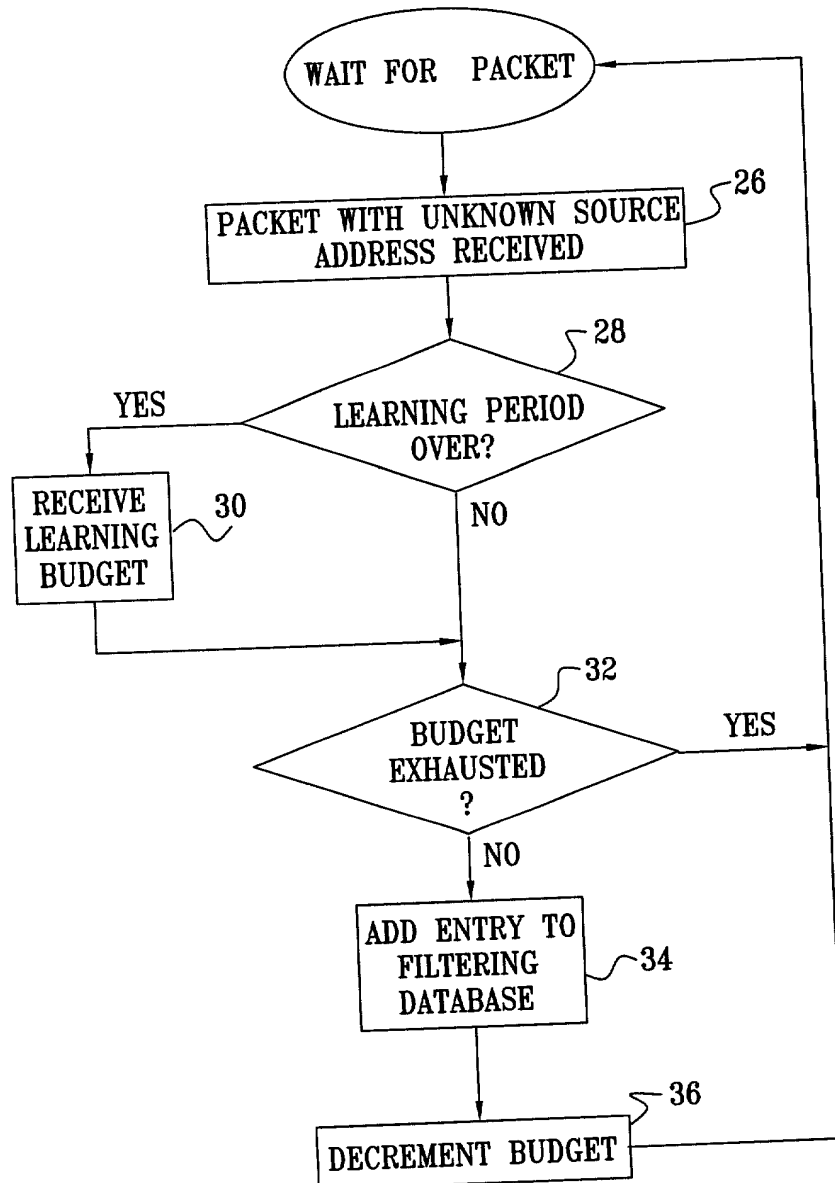 WAIT FOR PACKET
26
PACKET WITH UNKNOWN SOURCE
ADDRESS RECEIVED
28
YES
LEARNING PERIOD
OVER?
NO
RECEIVE
LEARNING
BUDGET
30
32
BUDGET
EXHAUSTED
?
YES
NO
ADD ENTRY TO
FILTERING
DATABASE
34
36
DECREMENT BUDGET